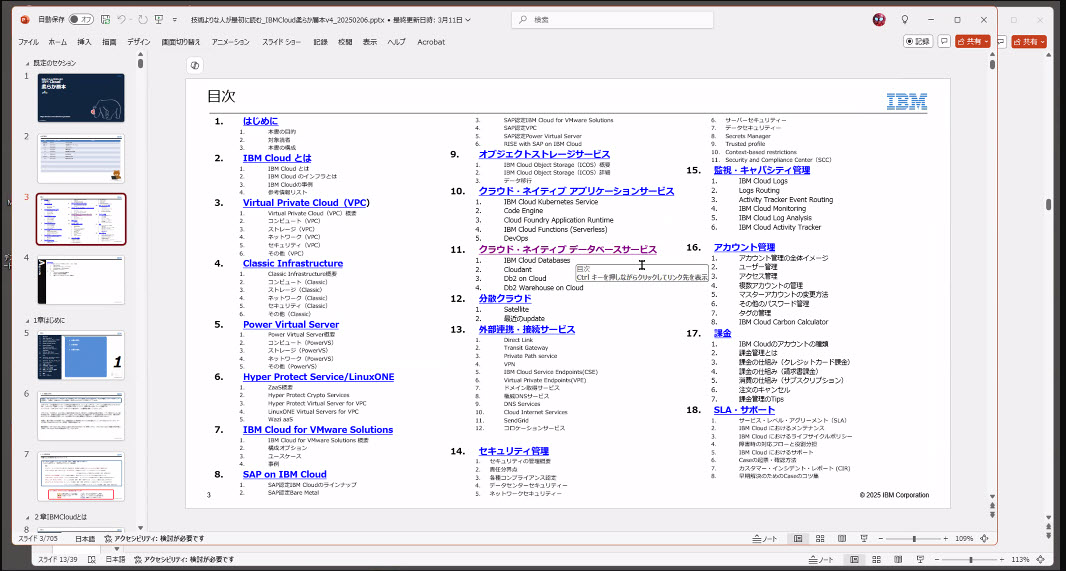 自動保存 オフ 技術よりな人が最初に読む_IBMCloud柔らか層本v4_20250206.pptx • 最終更新日時: 3月11日
検索
ファイル ホーム 挿入 描画 デザイン 画面切り替え アニメーション スライド ショー 記録 校閲 表示 ヘルプ Acrobat
記録 共有
共有
既定のセクション
1
2
3
4
1章はじめに
5
1
6
7
2 章IBMCloudとは
8
目次
IBM
1. はじめに
1. 本書の目的
2. 対象読者
3. 本書の構成
2. IBM Cloud とは
1. IBM Cloud とは
2. IBM Cloud のインフラとは
3. IBM Cloudの事例
4. 参考情報リスト
3. Virtual Private Cloud（VPC）
1. Virtual Private Cloud（VPC）概要
2. コンピュート（VPC）
3. ストレージ（VPC）
4. ネットワーク（VPC）
5. セキュリティ（VPC）
6. その他（VPC）
4. Classic Infrastructure
1. Classic Infrastructure概要
2. コンピュート（Classic）
3. ストレージ（Classic）
4. ネットワーク（Classic）
5. セキュリティ（Classic）
6. その他（Classic）
5. Power Virtual Server
1. Power Virtual Server概要
2. コンピュート（PowerVS）
3. ストレージ（PowerVS）
4. ネットワーク（PowerVS）
5. その他（PowerVS）
6. Hyper Protect Service/LinuxONE
1. ZaaS概要
2. Hyper Protect Crypto Services
3. Hyper Protect Virtual Server for VPC
4. LinuxONE Virtual Servers for VPC
5. Wazi aaS
7. IBM Cloud for VMware Solutions
1. IBM Cloud for VMware Solutions 概要
2. 構成オプション
3. ユースケース
4. 事例
8. SAP on IBM Cloud
1. SAP認定IBM Cloudのラインナップ
2. SAP認定Bare Metal
3. SAP認定IBM Cloud for VMware Solutions
4. SAP認定VPC
5. SAP認定Power Virtual Server
6. RISE with SAP on IBM Cloud
9. オブジェクトストレージサービス
1. IBM Cloud Object Storage（ICOS）概要
2. IBM Cloud Object Storage（ICOS）詳細
3. データ移行
10. クラウド・ネイティブ アプリケーションサービス
1. IBM Cloud Kubernetes Service
2. Code Engine
3. Cloud Foundry Application Runtime
4. IBM Cloud Functions (Serverless)
5. DevOps
11. クラウド・ネイティブ データベースサービス
1. IBM Cloud Databases
2. Cloudant
3. Db2 on Cloud
4. Db2 Warehouse on Cloud
目次
Ctrl キーを押しながらクリックしてリンク先を表示
12. 分散クラウド
1. Satellite
2. 最近のupdate
13. 外部連携・接続サービス
1. Direct Link
2. Transit Gateway
3. Private Path service
4. VPN
5. IBM Cloud Service Endpoints(CSE)
6. Virtual Private Endpoints(VPE)
7. ドメイン取得サービス
8. 権威DNSサービス
9. DNS Services
10. Cloud Internet Services
11. SendGrid
12. コロケーションサービス
14. セキュリティ管理
1. セキュリティの管理概要
2. 責任分界点
3. 各種コンプライアンス認定
4. データセンターセキュリティー
5. ネットワークセキュリティー
6. サーバーセキュリティー
7. データセキュリティー
8. Secrets Manager
9. Trusted profile
10. Context-based restrictions
11. Security and Compliance Center (SCC)
15. 監視・キャパシティ管理
1. IBM Cloud Logs
2. Logs Routing
3. Activity Tracker Event Routing
4. IBM Cloud Monitoring
5. IBM Cloud Log Analysis
6. IBM Cloud Activity Tracker
16. アカウント管理
1. アカウント管理の全体イメージ
2. ユーザー管理
3. アクセス管理
4. 複数アカウントの管理
5. マスターアカウントの変更方法
6. その他のパスワード管理
7. タグの管理
8. IBM Cloud Carbon Calculator
17. 課金
1. IBM Cloudのアカウントの種類
2. 課金管理とは
3. 課金の仕組み（クレジットカード課金）
4. 課金の仕組み（請求書課金）
5. 消費の仕組み（サブスクリプション）
6. 注文のキャンセル
7. 課金管理のTips
18. SLA・サポート
1. サービス・レベル・アグリーメント（SLA）
2. IBM Cloud におけるメンテナンス
3. IBM Cloud におけるライフサイクルポリシー
4. 障害時の対応フローと役割分担
5. IBM Cloud におけるサポート
6. Caseの起票・確認方法
7. カスタマー・インシデント・レポート (CIR)
8. 早期解決のためのCaseのコツ集
3
© 2025 IBM Corporation
スライド 3/705 日本語 アクセシビリティ: 検討が必要です ノート 109%
スライド 13/39 日本語 アクセシビリティ: 検討が必要です ノート 113%